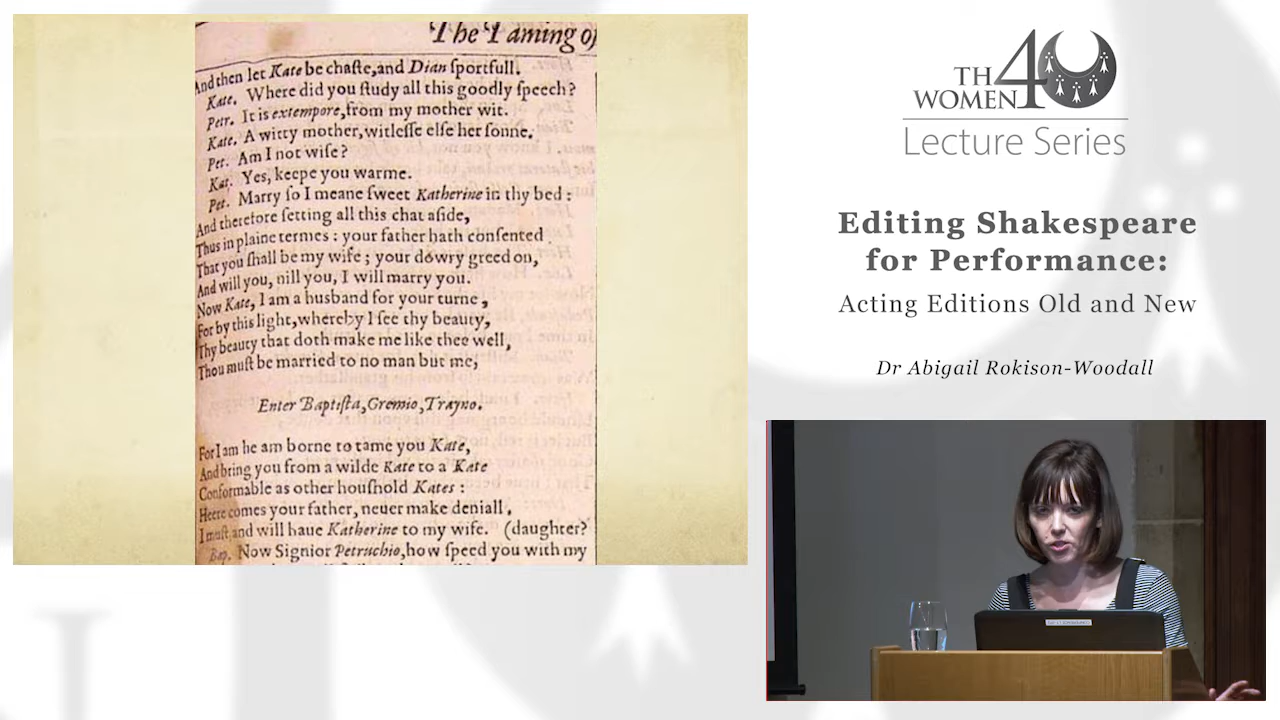 The Taming of
And then let Kate be chaste,and Dian sportfull.
Kate. Where did you study all this goodly speech?
Petr. It is extempore,from my mother wit.
Kate. A witty mother,witlesse else her sonne.
Pet. Am I not wise?
Kat. Yes, keepe you warme.
Pet. Marry so I meane sweet Katherine in thy bed :
And therefore setting all this chat aside,
Thus in plaine termes : your father hath consented
That you shall be my wife ; your dowry greed on,
And will you, nill you, I will marry you.
Now Kate, I am a husband for your turne ,
For by this light,whereby I see thy beauty,
Thy beauty that doth make me like thee well,
Thou must be married to no man but me;
Enter Baptista,Gremio,Trayno.
For I am he am borne to tame you Kate,
And bring you from a wilde Kate to a Kate
Conformable as other houshold Kates :
Heere comes your father, neuer make deniall,
I must and will haue Katherine to my wife. (daughter?
Bap. Now Signior Petruchio,how speed you with my
40
TH
WOMEN
Lecture Series
Editing Shakespeare
for Performance:
Acting Editions Old and New
Dr Abigail Rokison-Woodall